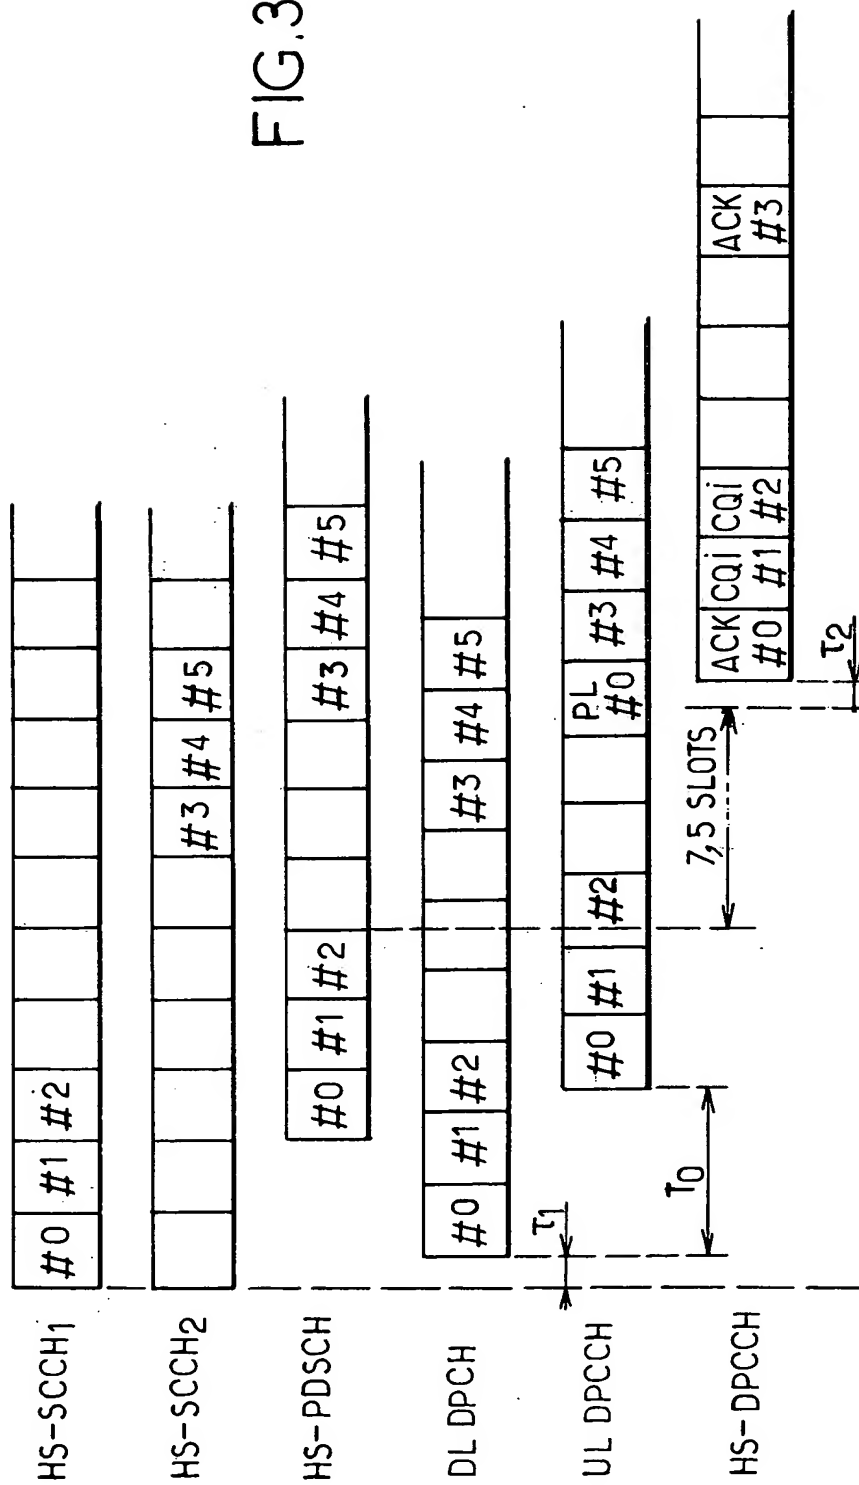 FIG.3
HS-SCCH1 #0 #1 #2
HS-SCCH2 #3 #4 #5
HS-PDSCH #0 #1 #2 #3 #4 #5
DL DPCH #0 #1 #2 #3 #4 #5
τ1
UL DPCCH #0 #1 #2 PL #0 #3 #4 #5
T0
7,5 SLOTS
HS-DPCCH ACK #0 CQi #1 CQi #2 ACK #3
τ2